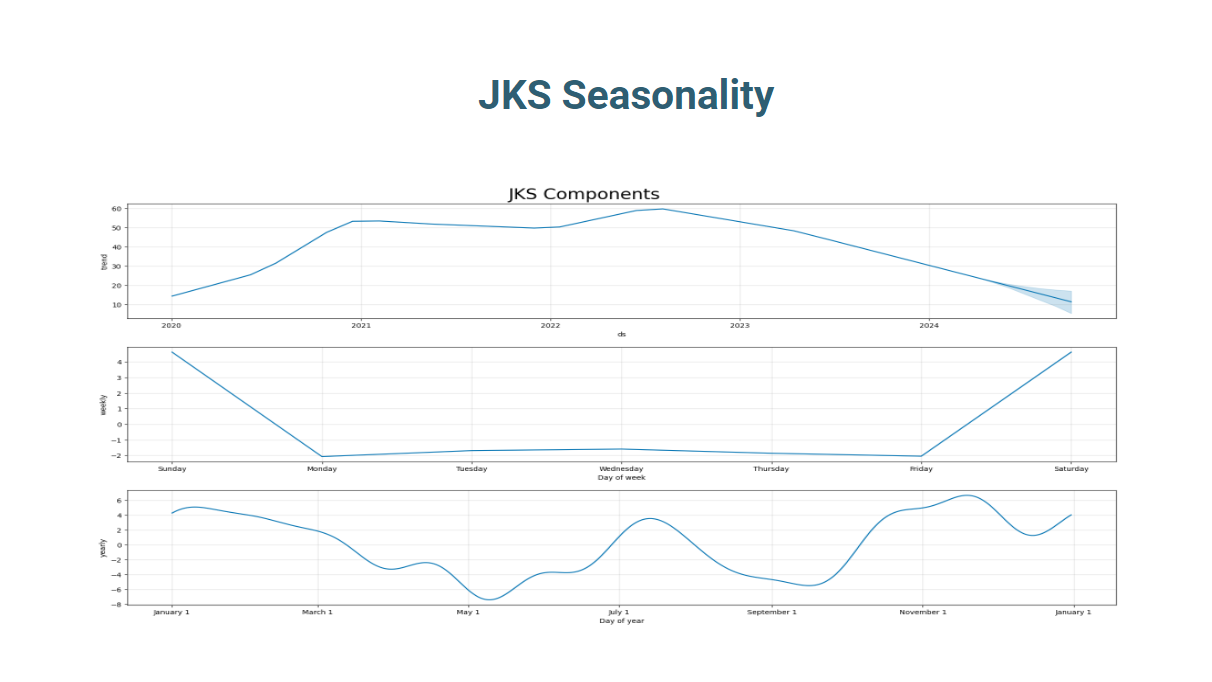 JKS Seasonality
JKS Components
60
50
40
30
20
10
trend
2020 2021 2022 2023 2024
ds
4
3
2
1
0
−1
−2
weekly
Sunday Monday Tuesday Wednesday Thursday Friday Saturday
Day of week
6
4
2
0
−2
−4
−6
−8
yearly
January 1 March 1 May 1 July 1 September 1 November 1 January 1
Day of year